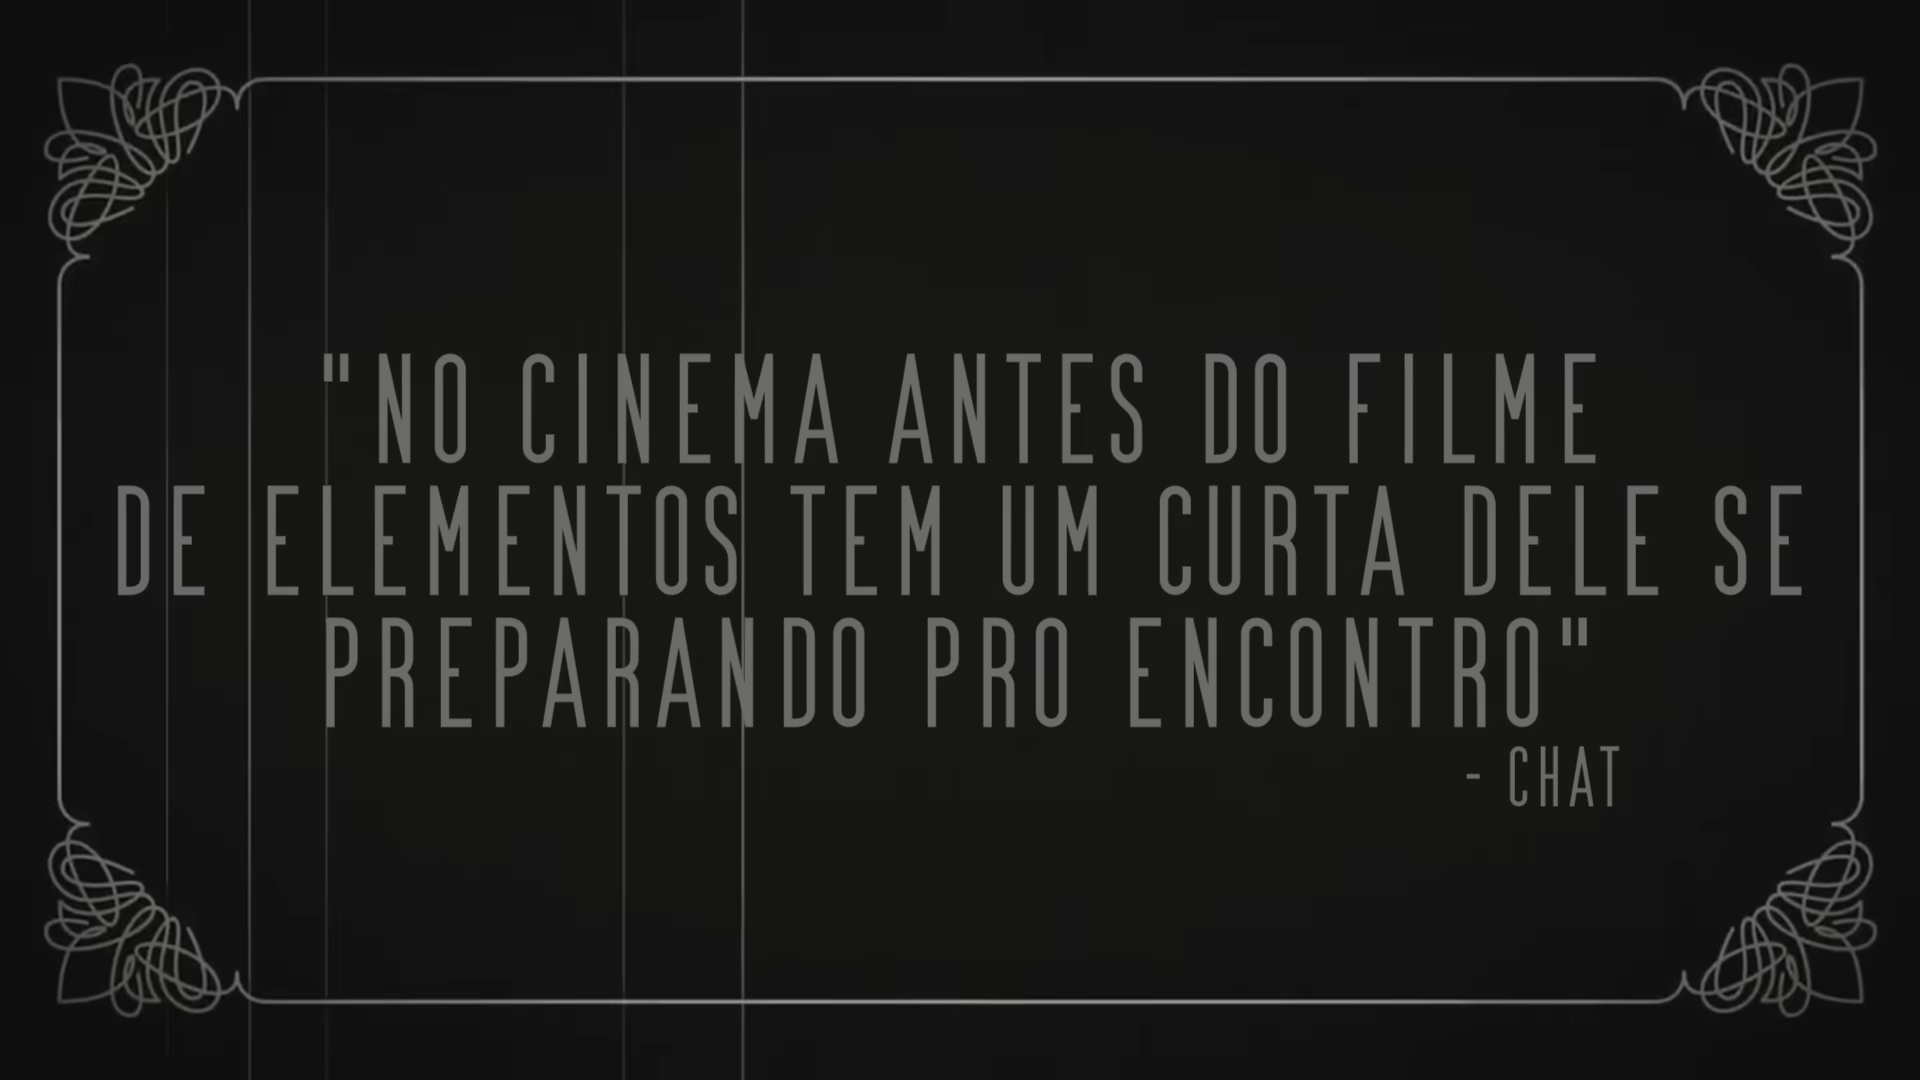 "NO CINEMA ANTES DO FILME
DE ELEMENTOS TEM UM CURTA DELE SE
PREPARANDO PRO ENCONTRO"
- CHAT